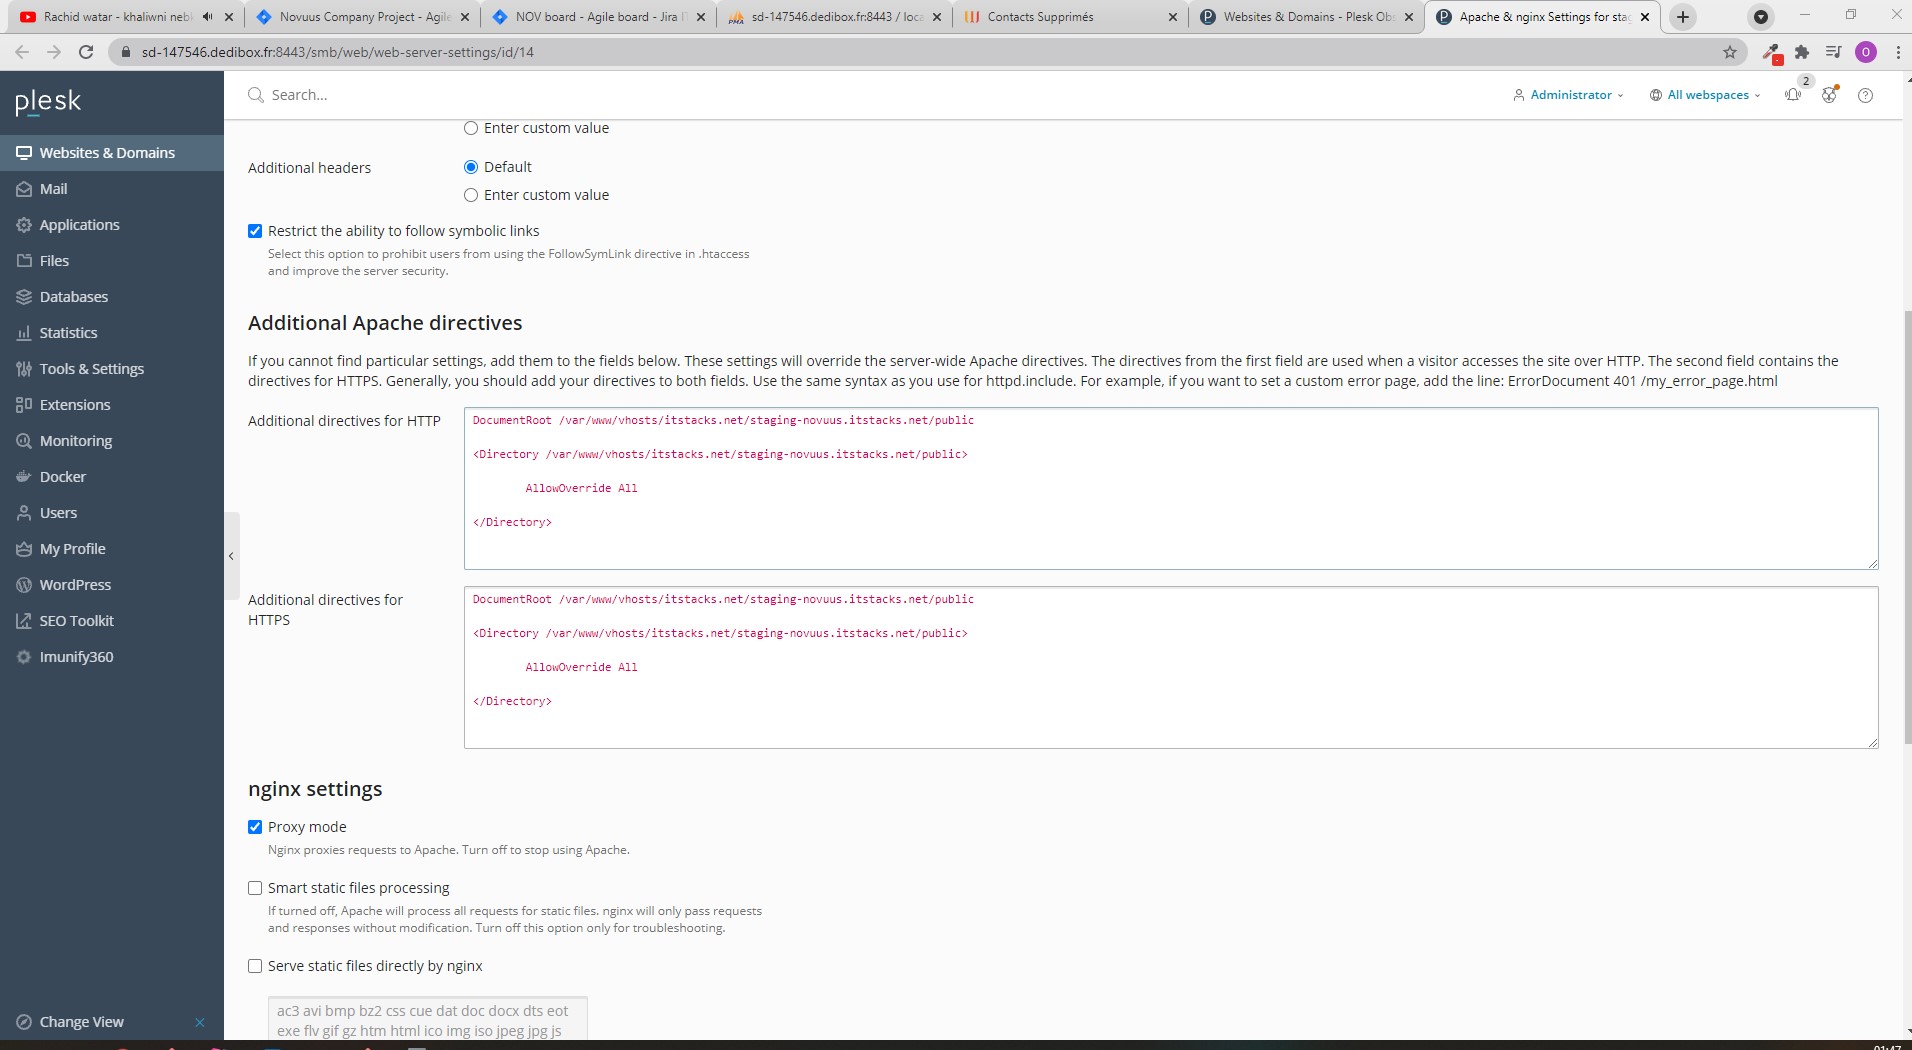 Rachid watar - khaliwni nebk
Novuus Company Project - Agile
NOV board - Agile board - Jira IT
PMA sd-147546.dedibox.fr:8443 / loca
Contacts Supprimés
Websites & Domains - Plesk Obs
Apache & nginx Settings for stag
sd-147546.dedibox.fr:8443/smb/web/web-server-settings/id/14
O
plesk
Search...
Administrator
All webspaces
2
Websites & Domains
Mail
Applications
Files
Databases
Statistics
Tools & Settings
Extensions
Monitoring
Docker
Users
My Profile
WordPress
SEO Toolkit
Imunify360
Change View
Enter custom value
Additional headers
Default
Enter custom value
Restrict the ability to follow symbolic links
Select this option to prohibit users from using the FollowSymLink directive in .htaccess
and improve the server security.
Additional Apache directives
If you cannot find particular settings, add them to the fields below. These settings will override the server-wide Apache directives. The directives from the first field are used when a visitor accesses the site over HTTP. The second field contains the
directives for HTTPS. Generally, you should add your directives to both fields. Use the same syntax as you use for httpd.include. For example, if you want to set a custom error page, add the line: ErrorDocument 401 /my_error_page.html
Additional directives for HTTP
DocumentRoot /var/www/vhosts/itstacks.net/staging-novuus.itstacks.net/public
<Directory /var/www/vhosts/itstacks.net/staging-novuus.itstacks.net/public>
AllowOverride All
</Directory>
Additional directives for
HTTPS
DocumentRoot /var/www/vhosts/itstacks.net/staging-novuus.itstacks.net/public
<Directory /var/www/vhosts/itstacks.net/staging-novuus.itstacks.net/public>
AllowOverride All
</Directory>
nginx settings
Proxy mode
Nginx proxies requests to Apache. Turn off to stop using Apache.
Smart static files processing
If turned off, Apache will process all requests for static files. nginx will only pass requests
and responses without modification. Turn off this option only for troubleshooting.
Serve static files directly by nginx
ac3 avi bmp bz2 css cue dat doc docx dts eot
exe flv gif gz htm html ico img iso jpeg jpg js